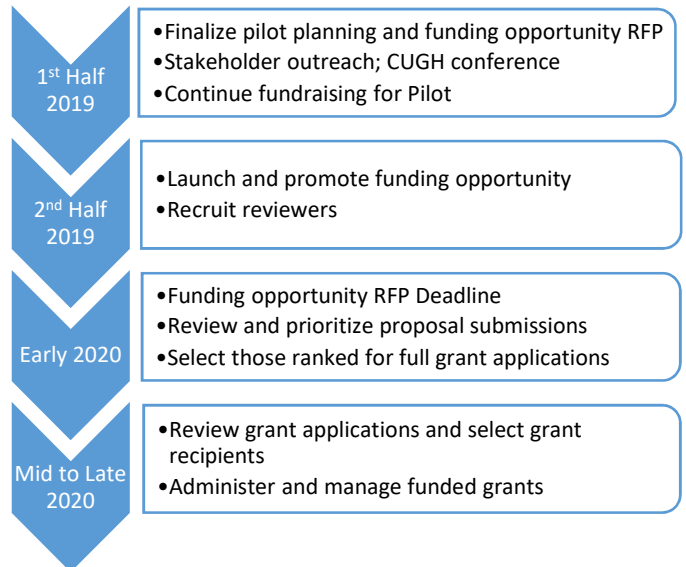 1st Half
2019
•Finalize pilot planning and funding opportunity RFP
•Stakeholder outreach; CUGH conference
•Continue fundraising for Pilot
2nd Half
2019
•Launch and promote funding opportunity
•Recruit reviewers
Early 2020
•Funding opportunity RFP Deadline
•Review and prioritize proposal submissions
•Select those ranked for full grant applications
Mid to Late
2020
•Review grant applications and select grant
recipients
•Administer and manage funded grants